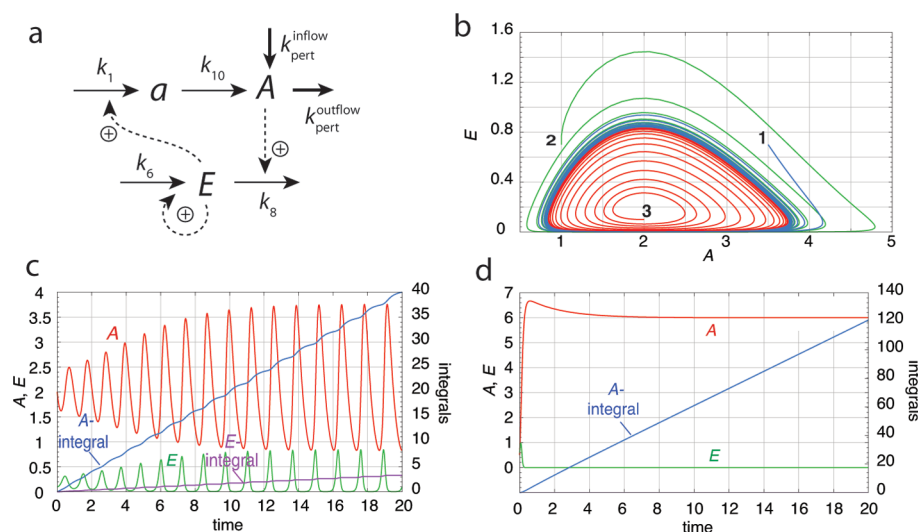 a
k1
k10
kpert inflow
a
A
kpert outflow
+
+
k6
E
k8
+
b
1.6
1.2
0.8
0.4
0
E
1
2
3
1
2
3
4
5
A
c
4
3.5
3
2.5
2
1.5
1
0.5
0
A, E
40
35
30
25
20
15
10
5
0
integrals
A
A-
integral
E
E-
integral
0
2
4
6
8
10
12
14
16
18
20
time
d
7
6
5
4
3
2
1
0
A, E
140
120
100
80
60
40
20
0
integrals
A
A-
integral
E
0
2
4
6
8
10
12
14
16
18
20
time